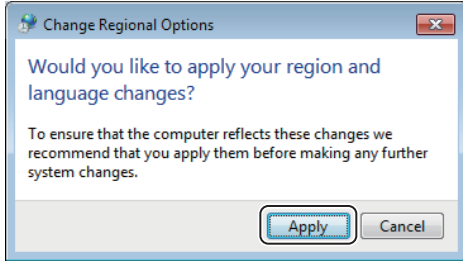 Change Regional Options
Would you like to apply your region and
language changes?
To ensure that the computer reflects these changes we
recommend that you apply them before making any further
system changes.
Apply Cancel